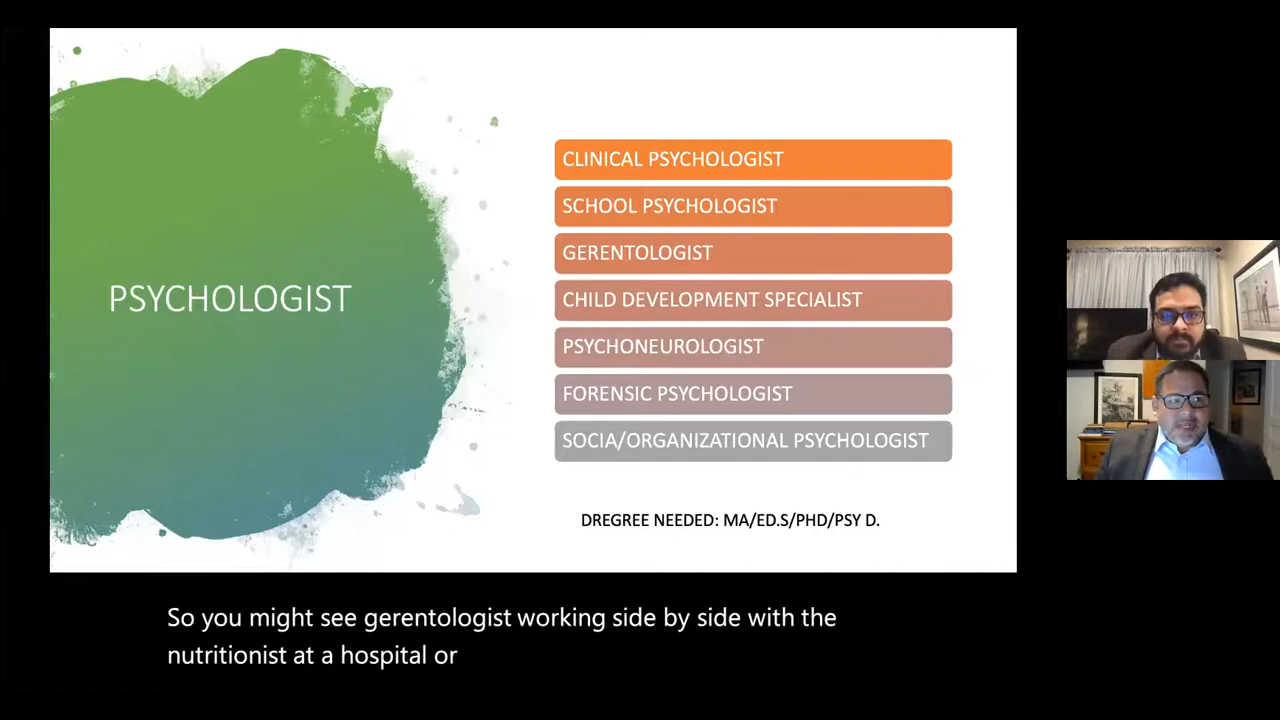 PSYCHOLOGIST
CLINICAL PSYCHOLOGIST
SCHOOL PSYCHOLOGIST
GERENTOLOGIST
CHILD DEVELOPMENT SPECIALIST
PSYCHONEUROLOGIST
FORENSIC PSYCHOLOGIST
SOCIA/ORGANIZATIONAL PSYCHOLOGIST
DREGREE NEEDED: MA/ED.S/PHD/PSY D.
So you might see gerentologist working side by side with the
nutritionist at a hospital or